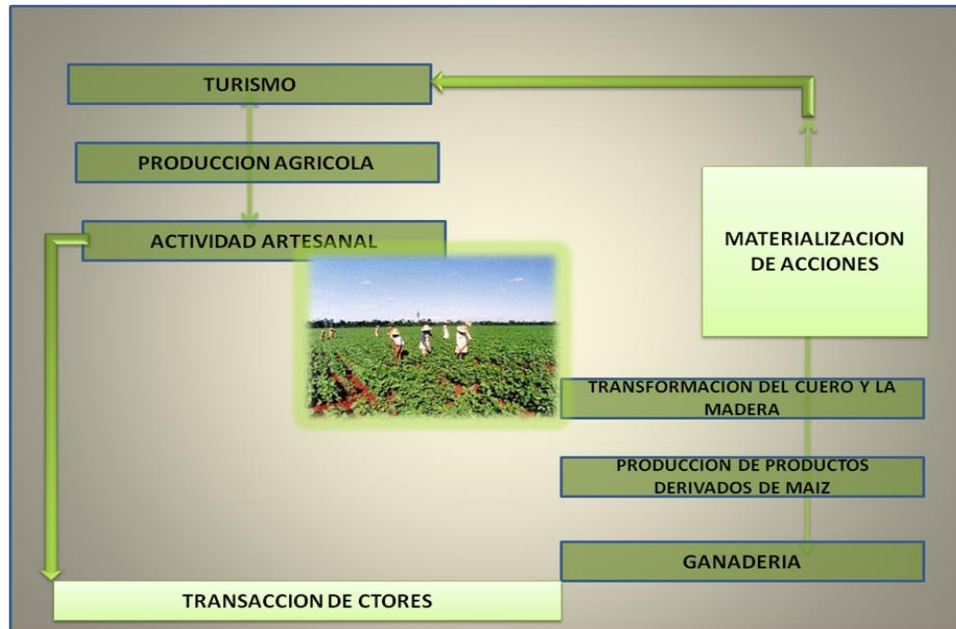 TURISMO
PRODUCCION AGRICOLA
ACTIVIDAD ARTESANAL
MATERIALIZACION
DE ACCIONES
TRANSFORMACION DEL CUERO Y LA
MADERA
PRODUCCION DE PRODUCTOS
DERIVADOS DE MAIZ
GANADERIA
TRANSACCION DE CTORES